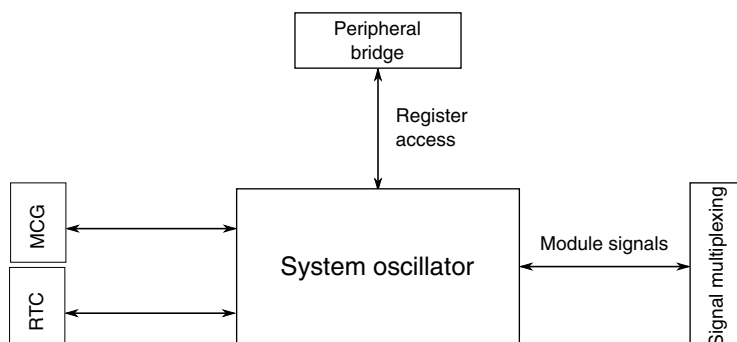 Peripheral
bridge
Register
access
MCG
System oscillator
Module signals
Signal multiplexing
RTC